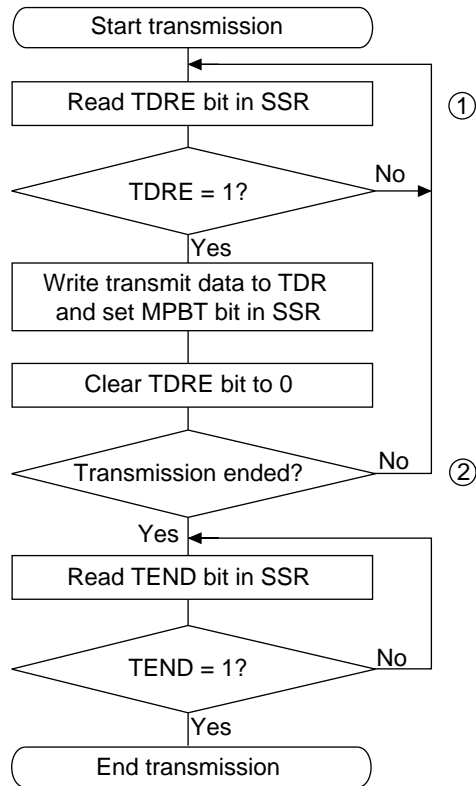 Start transmission
Read TDRE bit in SSR
①
TDRE = 1?
No
Yes
Write transmit data to TDR
and set MPBT bit in SSR
Clear TDRE bit to 0
Transmission ended?
No
②
Yes
Read TEND bit in SSR
TEND = 1?
No
Yes
End transmission